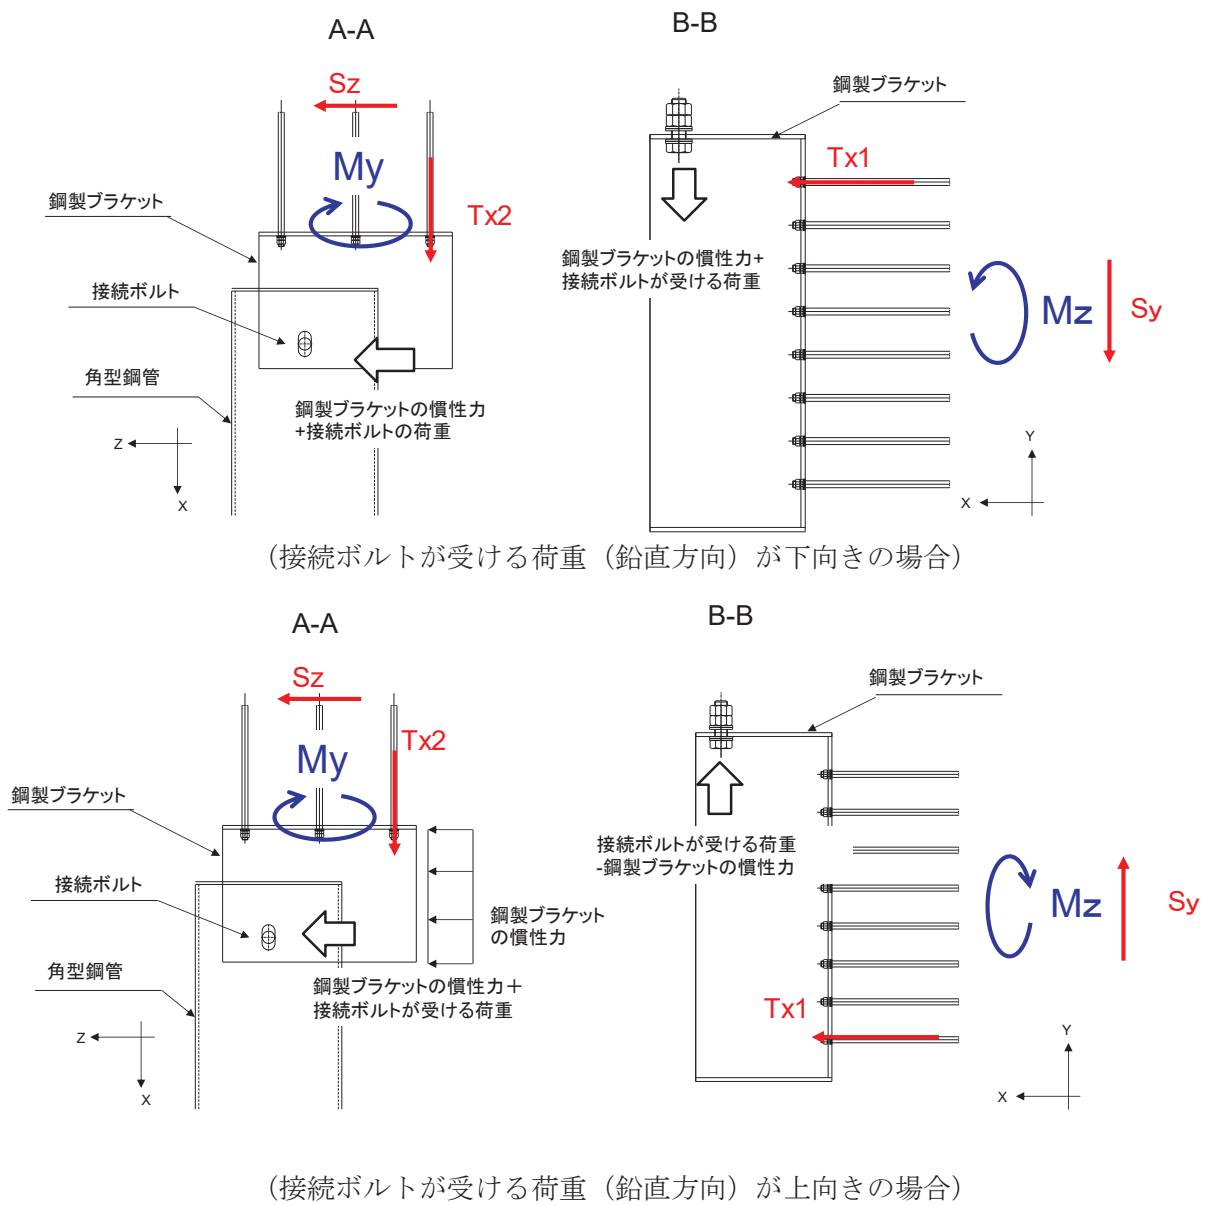 A-A
B-B
Sz
鋼製ブラケット
My
Tx1
鋼製ブラケット
Tx2
鋼製ブラケットの慣性力+
接続ボルトが受ける荷重
接続ボルト
Mz
Sy
角型鋼管
鋼製ブラケットの慣性力
+接続ボルトの荷重
Z
X
Y
X
（接続ボルトが受ける荷重（鉛直方向）が下向きの場合）
A-A
B-B
Sz
鋼製ブラケット
Tx2
My
鋼製ブラケット
接続ボルトが受ける荷重
-鋼製ブラケットの慣性力
接続ボルト
Mz
Sy
鋼製ブラケット
の慣性力
角型鋼管
鋼製ブラケットの慣性力＋
接続ボルトが受ける荷重
Tx1
Z
X
Y
X
（接続ボルトが受ける荷重（鉛直方向）が上向きの場合）